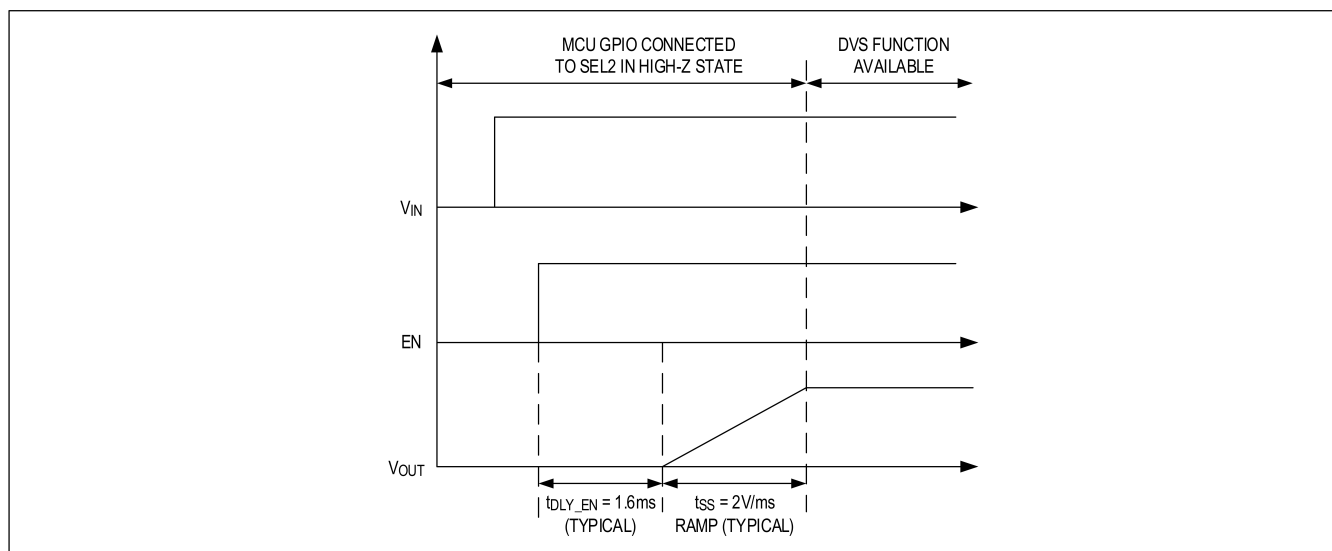 MCU GPIO CONNECTED
TO SEL2 IN HIGH-Z STATE
DVS FUNCTION
AVAILABLE
VIN
EN
VOUT
tDLY_EN = 1.6ms
(TYPICAL)
tSS = 2V/ms
RAMP (TYPICAL)